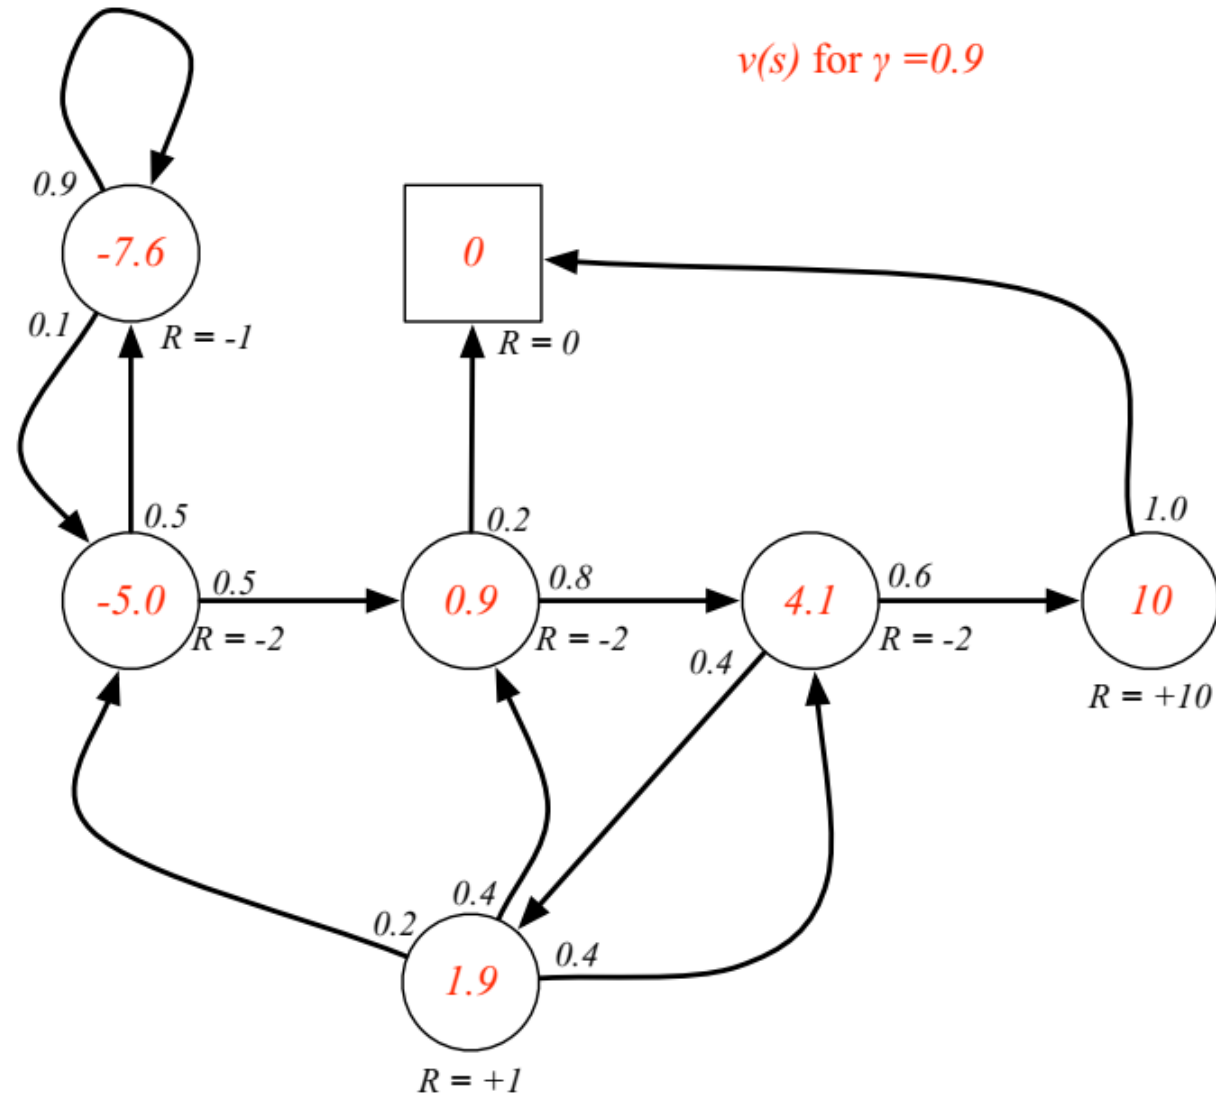 v(s) for γ =0.9
0.9
-7.6
0
0.1
R = -1
R = 0
0.5
0.2
1.0
-5.0
0.5
0.9
0.8
4.1
0.6
10
R = -2
R = -2
R = -2
0.4
R = +10
0.4
0.2
0.4
1.9
R = +1